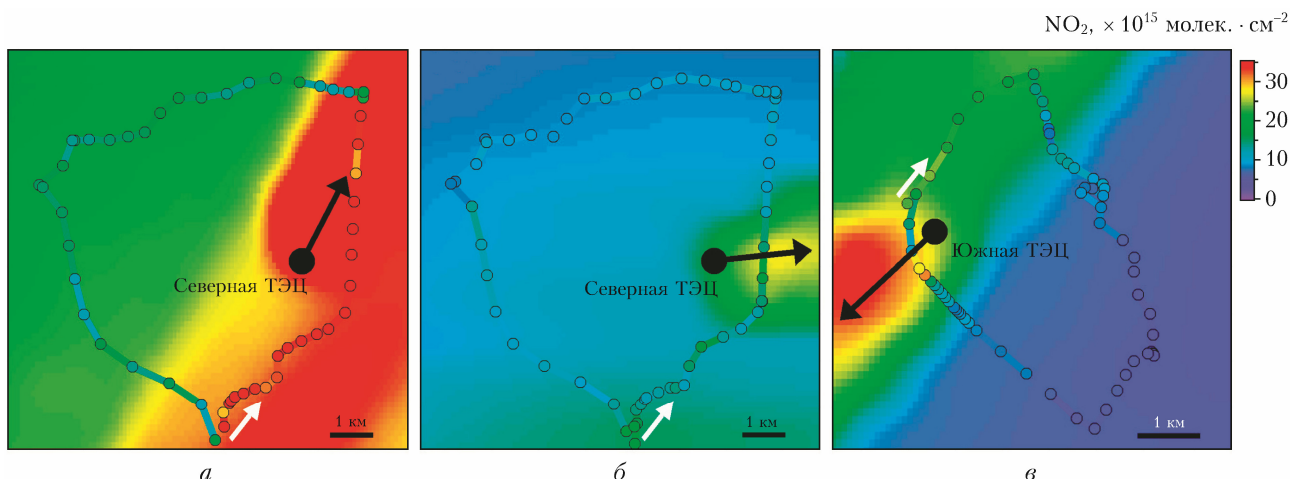 NO₂, × 10¹⁵ молек. · см⁻²
Северная ТЭЦ
1 км
а
Северная ТЭЦ
1 км
б
Южная ТЭЦ
1 км
в
30
20
10
0